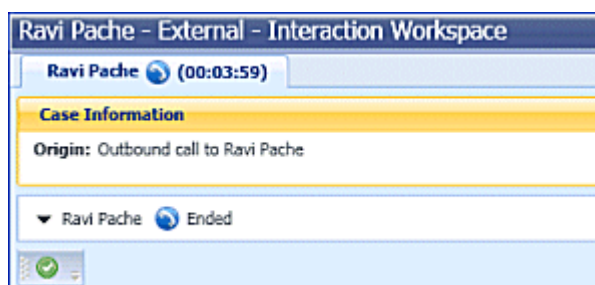 Ravi Pache - External - Interaction Workspace
Ravi Pache (00:03:59)
Case Information
Origin: Outbound call to Ravi Pache
Ravi Pache Ended